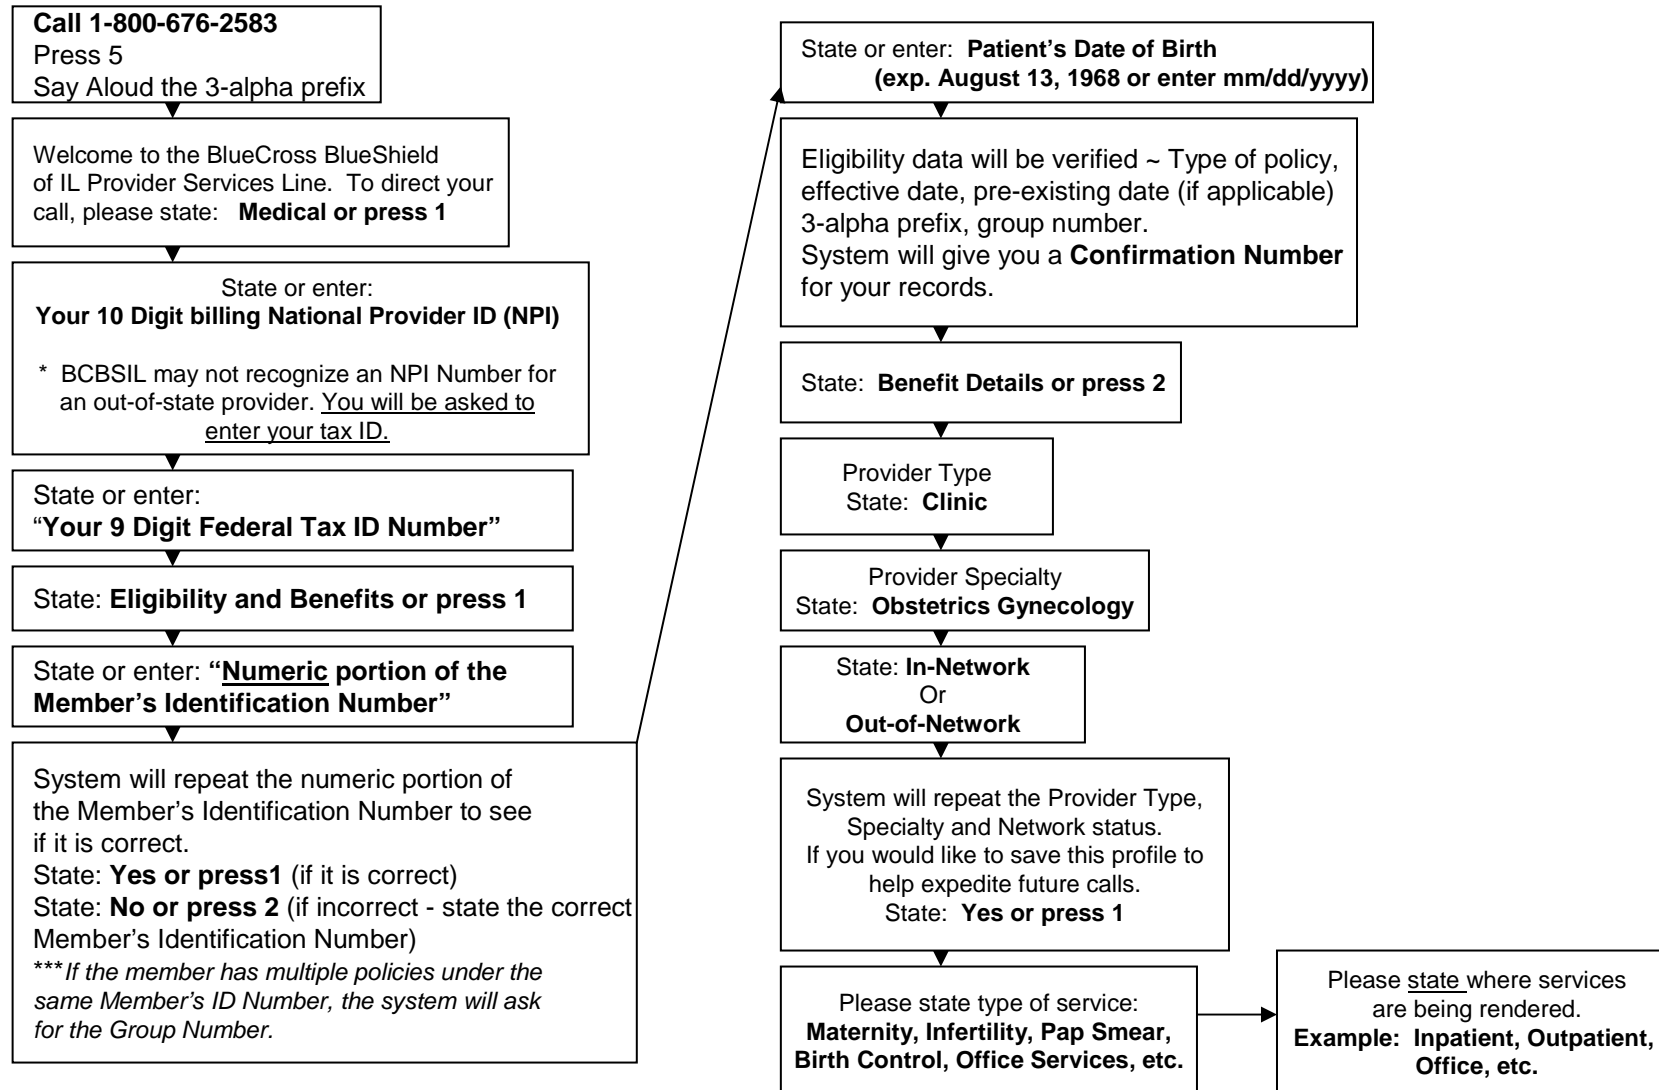 Call 1-800-676-2583
Press 5
Say Aloud the 3-alpha prefix
Welcome to the BlueCross BlueShield
of IL Provider Services Line. To direct your
call, please state: Medical or press 1
State or enter:
Your 10 Digit billing National Provider ID (NPI)
* BCBSIL may not recognize an NPI Number for
an out-of-state provider. You will be asked to
enter your tax ID.
State or enter:
“Your 9 Digit Federal Tax ID Number”
State: Eligibility and Benefits or press 1
State or enter: “Numeric portion of the
Member’s Identification Number”
System will repeat the numeric portion of
the Member’s Identification Number to see
if it is correct.
State: Yes or press1 (if it is correct)
State: No or press 2 (if incorrect - state the correct
Member’s Identification Number)
***If the member has multiple policies under the
same Member’s ID Number, the system will ask
for the Group Number.
State or enter: Patient’s Date of Birth
(exp. August 13, 1968 or enter mm/dd/yyyy)
Eligibility data will be verified ~ Type of policy,
effective date, pre-existing date (if applicable)
3-alpha prefix, group number.
System will give you a Confirmation Number
for your records.
State: Benefit Details or press 2
Provider Type
State: Clinic
Provider Specialty
State: Obstetrics Gynecology
State: In-Network
Or
Out-of-Network
System will repeat the Provider Type,
Specialty and Network status.
If you would like to save this profile to
help expedite future calls.
State: Yes or press 1
Please state type of service:
Maternity, Infertility, Pap Smear,
Birth Control, Office Services, etc.
Please state where services
are being rendered.
Example: Inpatient, Outpatient,
Office, etc.